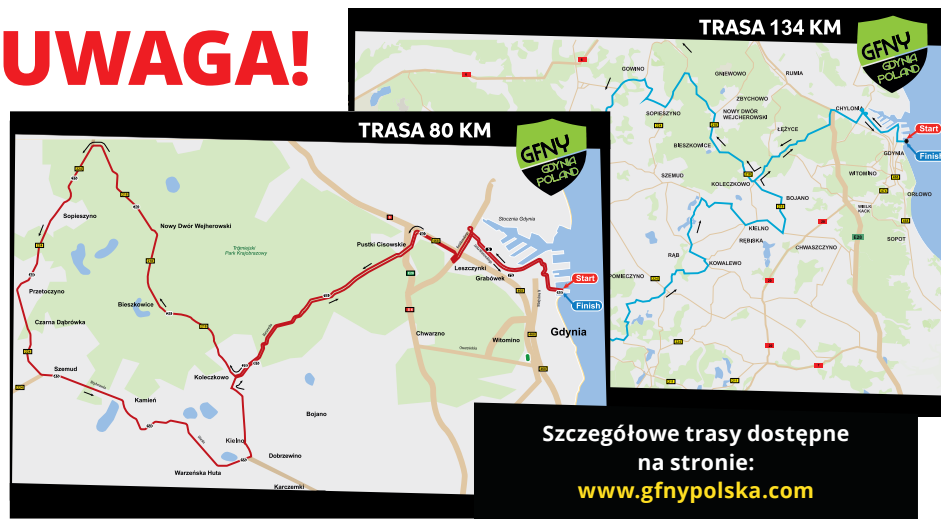 UWAGA!
TRASA 134 KM
GFNY
GDYNIA
POLAND
GOWINO
GNIEWOWO
RUMIA
ZBYCHOWO
SOPIESZYNO
NOWY DWÓR
WEJHEROWSKI
CHYLONIA
ŁĘŻYCE
Start
BIESZKOWICE
GDYNIA
Finish
SZEMUD
KOLECZKOWO
WITOMINO
ORŁOWO
BOJANO
WIELKI
KACK
KIELNO
RĘBISKA
CHWASZCZYNO
SOPOT
RĄB
KOWALEWO
POMIECZYNO
TRASA 80 KM
GFNY
GDYNIA
POLAND
Sopieszyno
Nowy Dwór Wejherowski
Stocznia Gdynia
Trójmiejski
Park Krajobrazowy
Pustki Cisowskie
Leszczynki
Grabówek
Start
Przetoczyno
Bieszkowice
Finish
Czarna Dąbrówka
Chwarzno
Witomino
Gdynia
Szemud
Koleczkowo
Kamień
Bojano
Kielno
Dobrzewino
Warzeńska Huta
Karczemki
Szczegółowe trasy dostępne
na stronie:
www.gfnypolska.com